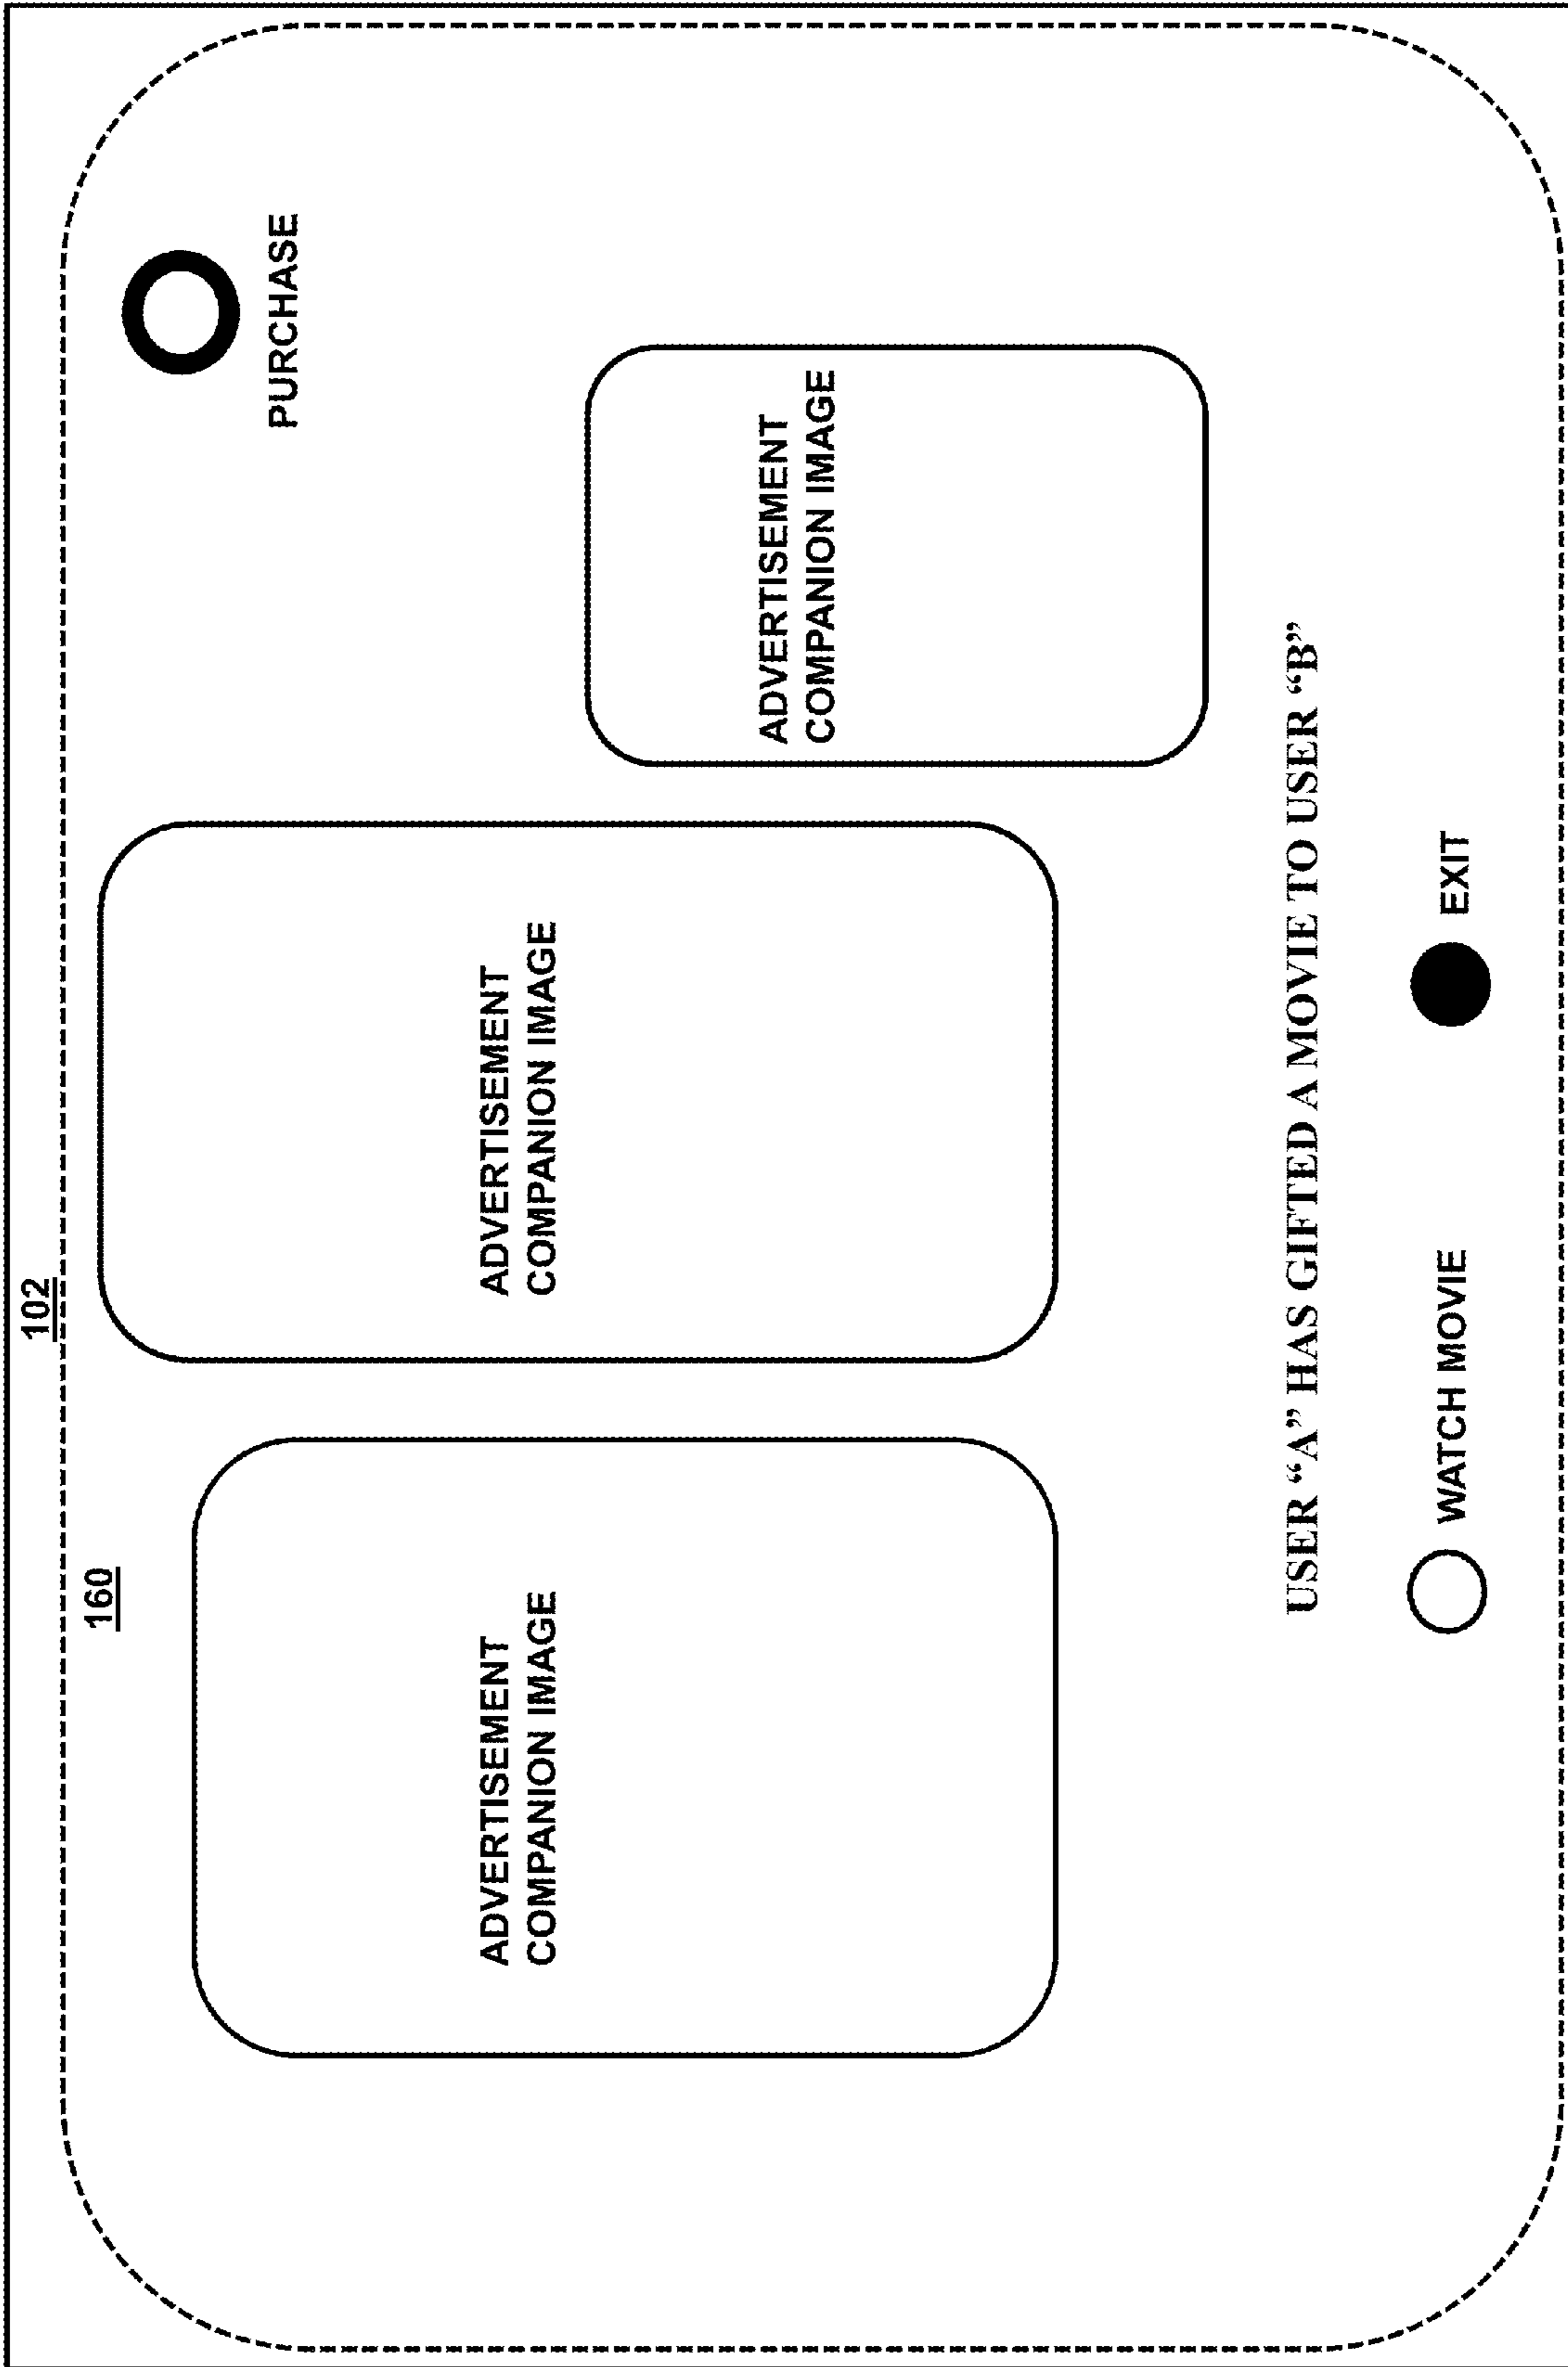 102
160
PURCHASE
ADVERTISEMENT
COMPANION IMAGE
ADVERTISEMENT
COMPANION IMAGE
ADVERTISEMENT
COMPANION IMAGE
USER “A” HAS GIFTED A MOVIE TO USER “B”
WATCH MOVIE
EXIT